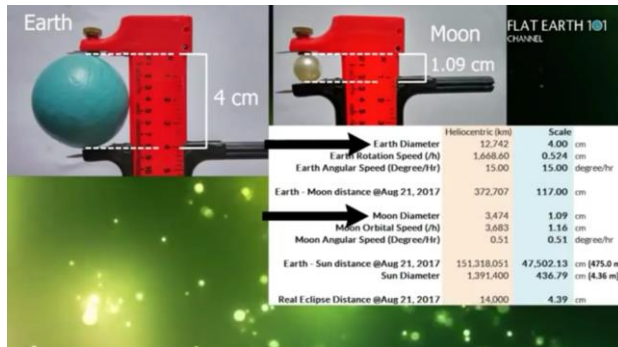 Earth
Moon
FLAT EARTH 101
CHANNEL
4 cm
1.09 cm
Heliocentric (km) Scale
Earth Diameter 12,742 4.00 cm
Earth Rotation Speed (/h) 1,668.60 0.524 cm
Earth Angular Speed (Degree/Hr) 15.00 15.00 degree/hr
Earth - Moon distance @Aug 21, 2017 372,707 117.00 cm
Moon Diameter 3,474 1.09 cm
Moon Orbital Speed (/h) 3,683 1.16 cm
Moon Angular Speed (Degree/Hr) 0.51 0.51 degree/hr
Earth - Sun distance @Aug 21, 2017 151,318,051 47,502.13 cm (475.0 m
Sun Diameter 1,391,400 436.79 cm (4.36 m
Real Eclipse Distance @Aug 21, 2017 14,000 4.39 cm